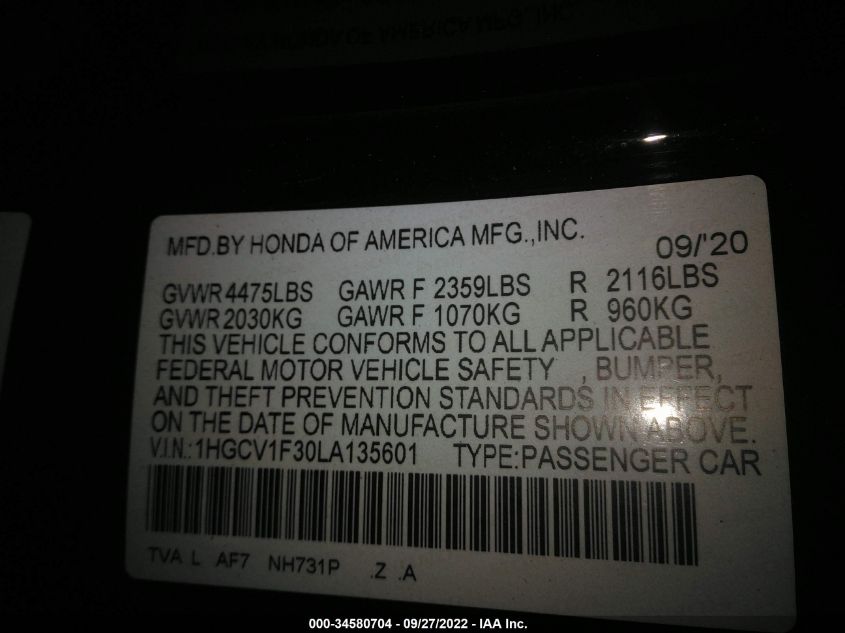 MFD.BY HONDA OF AMERICA MFG.,INC. 09/'20
GVWR 4475LBS GAWR F 2359LBS R 2116LBS
GVWR 2030KG GAWR F 1070KG R 960KG
THIS VEHICLE CONFORMS TO ALL APPLICABLE
FEDERAL MOTOR VEHICLE SAFETY , BUMPER,
AND THEFT PREVENTION STANDARDS IN EFFECT
ON THE DATE OF MANUFACTURE SHOWN ABOVE.
V.I.N.:1HGCV1F30LA135601 TYPE:PASSENGER CAR
TVA L AF7 NH731P .Z .A
000-34580704 - 09/27/2022 - IAA Inc.